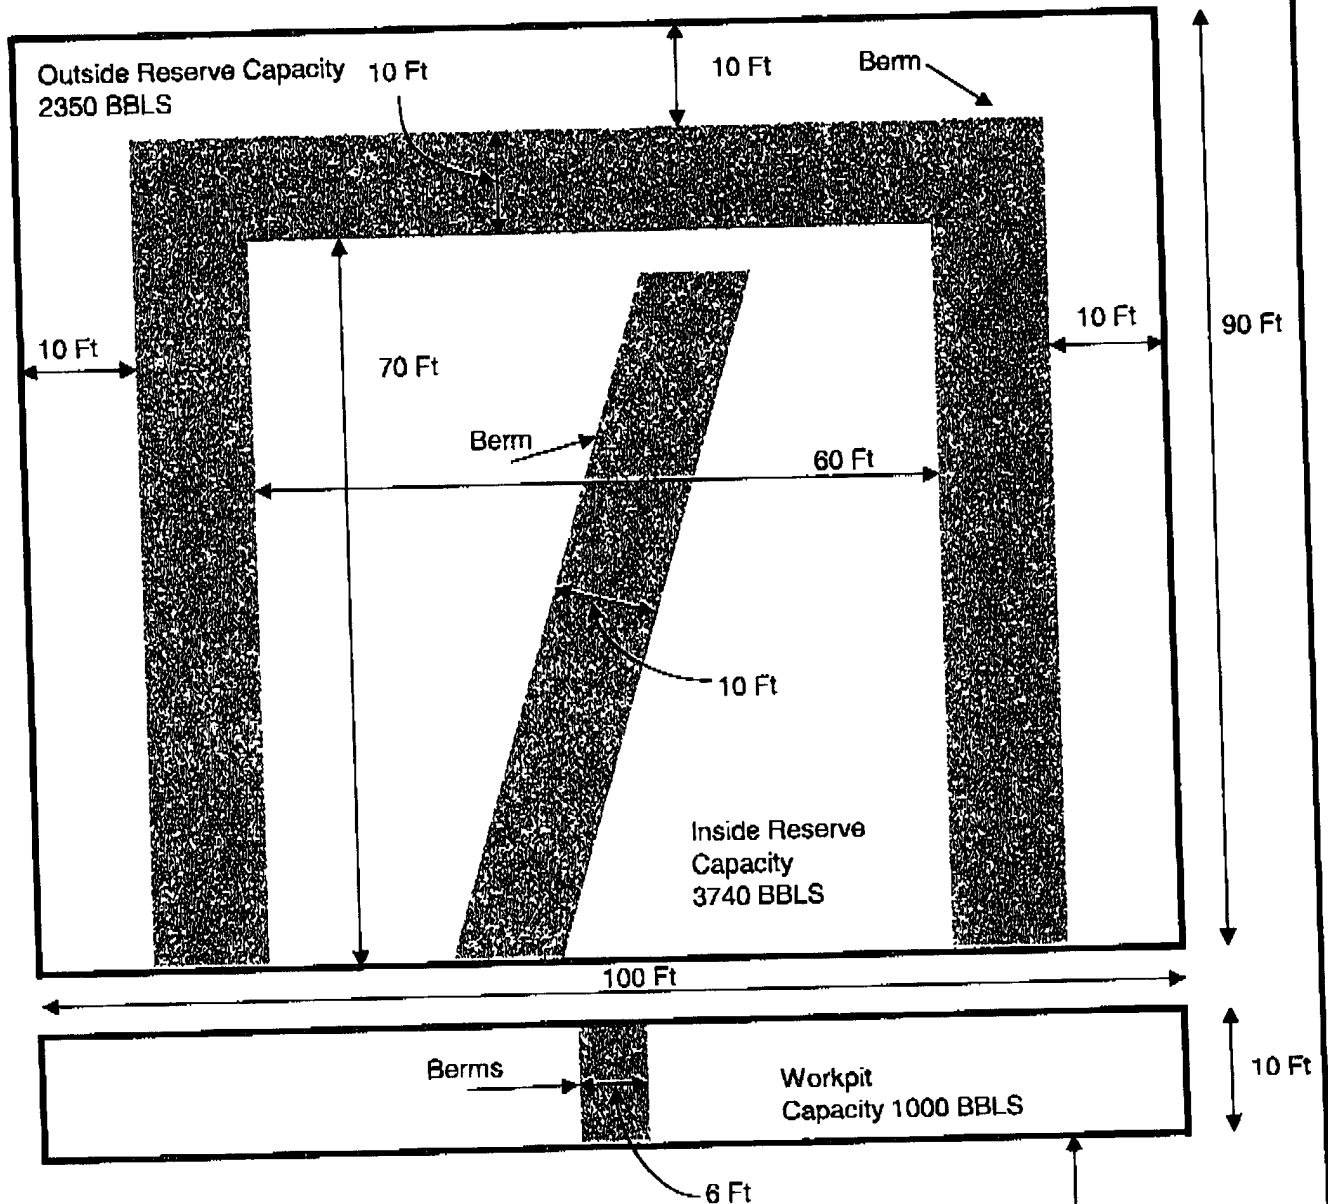 Outside Reserve Capacity
2350 BBLS
10 Ft
10 Ft
Berm
10 Ft
70 Ft
10 Ft
90 Ft
Berm
60 Ft
10 Ft
Inside Reserve
Capacity
3740 BBLS
100 Ft
Berms
Workpit
Capacity 1000 BBLS
10 Ft
6 Ft